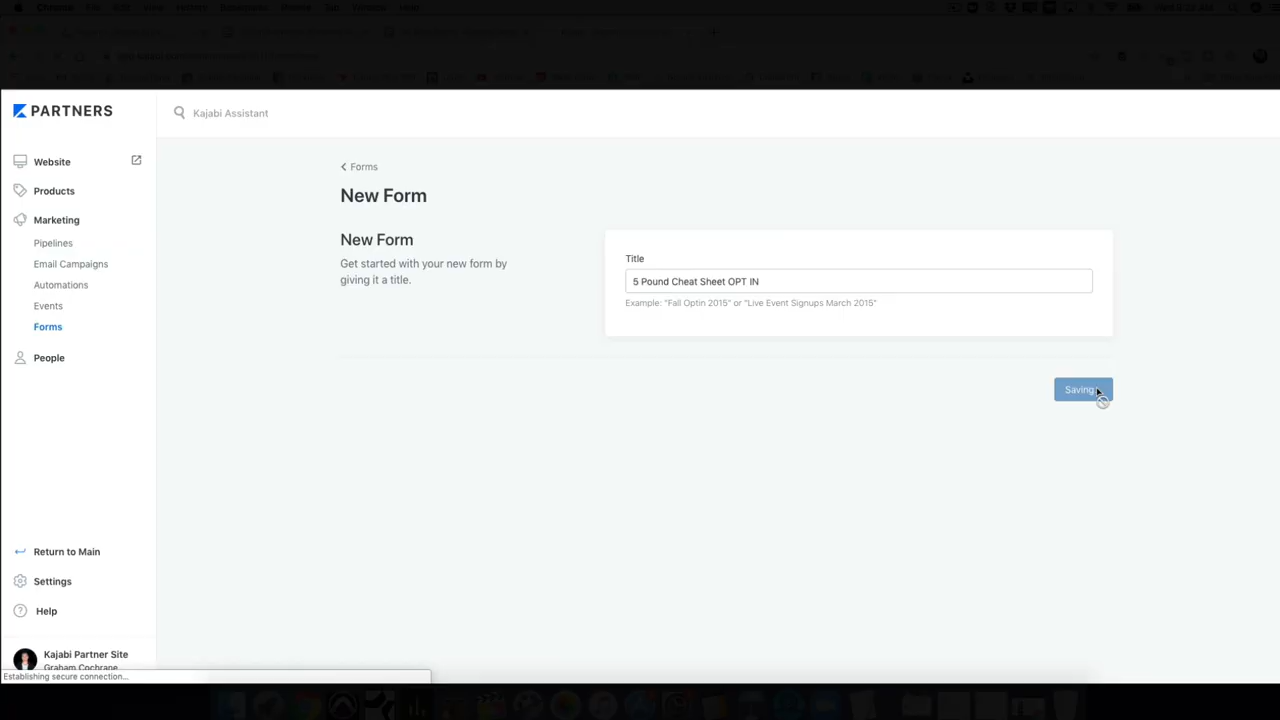 PARTNERS
Kajabi Assistant
Website
Products
Marketing
Pipelines
Email Campaigns
Automations
Events
Forms
People
Return to Main
Settings
Help
Kajabi Partner Site
Graham Cochrane
Establishing secure connection...
Forms
New Form
New Form
Get started with your new form by
giving it a title.
Title
5 Pound Cheat Sheet OPT IN
Example: "Fall Optin 2015" or "Live Event Signups March 2015"
Saving